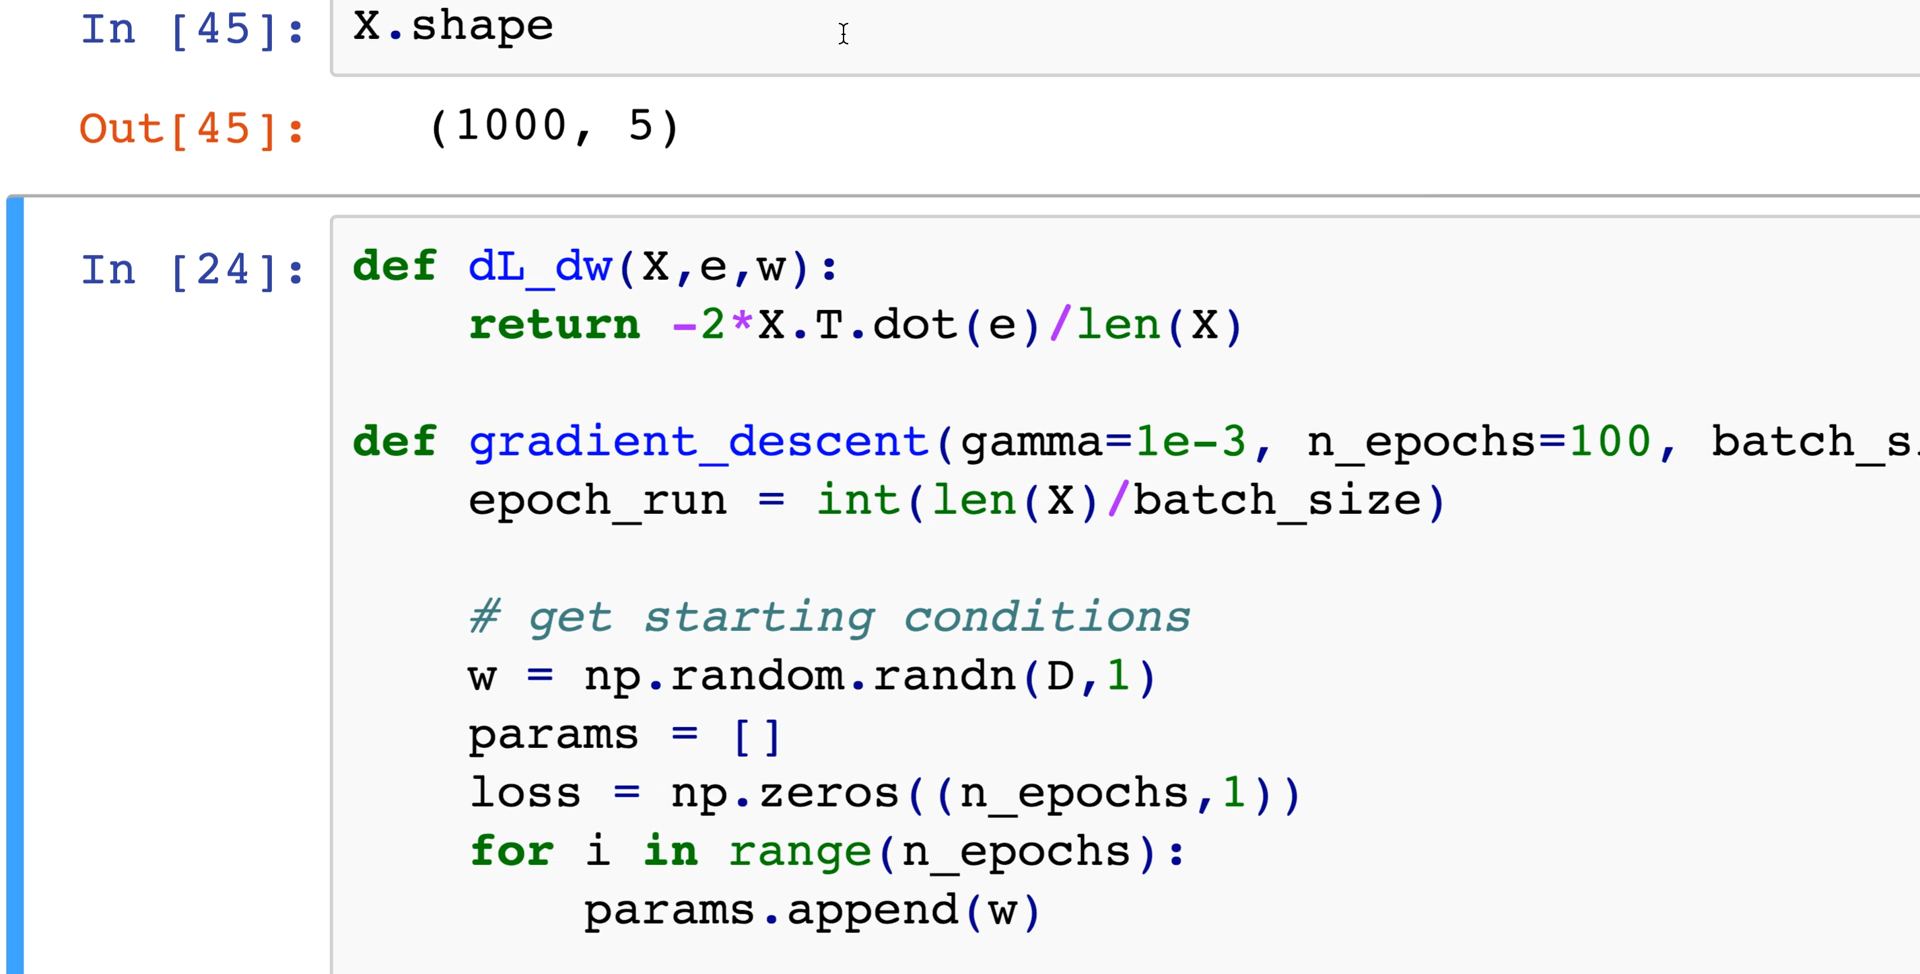 In [45]: X.shape
Out[45]: (1000, 5)
In [24]: def dL_dw(X,e,w):
    return -2*X.T.dot(e)/len(X)
def gradient_descent(gamma=1e-3, n_epochs=100, batch_s
    epoch_run = int(len(X)/batch_size)
    # get starting conditions
    w = np.random.randn(D,1)
    params = []
    loss = np.zeros((n_epochs,1))
    for i in range(n_epochs):
        params.append(w)